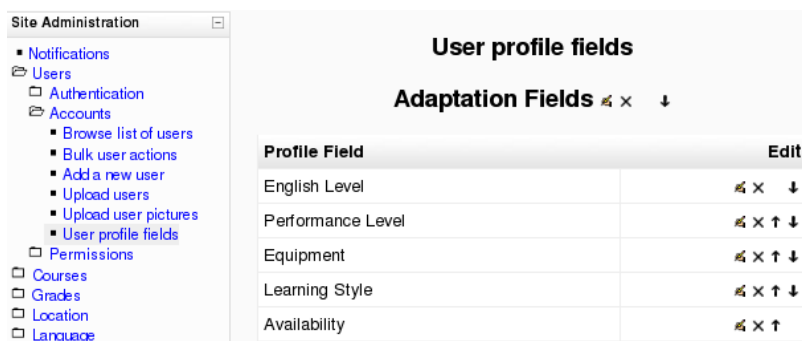 Site Administration
Notifications
Users
Authentication
Accounts
Browse list of users
Bulk user actions
Add a new user
Upload users
Upload user pictures
User profile fields
Permissions
Courses
Grades
Location
Language
User profile fields
Adaptation Fields
Profile Field Edit
English Level
Performance Level
Equipment
Learning Style
Availability